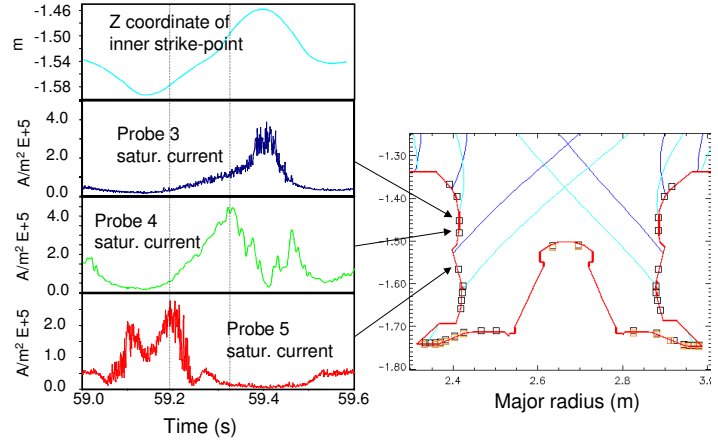 -1.46
-1.52
-1.58
m
Z coordinate of
inner strike-point
4.0
2.0
0.0
A/m² E+5
Probe 3
satur. current
4.0
2.0
0.0
A/m² E+5
Probe 4
satur. current
2.0
1.0
0.0
A/m² E+5
Probe 5
satur. current
59.0
59.2
59.4
59.6
Time (s)
-1.30
-1.40
-1.50
-1.60
-1.70
-1.80
2.4
2.6
2.8
3.0
Major radius (m)